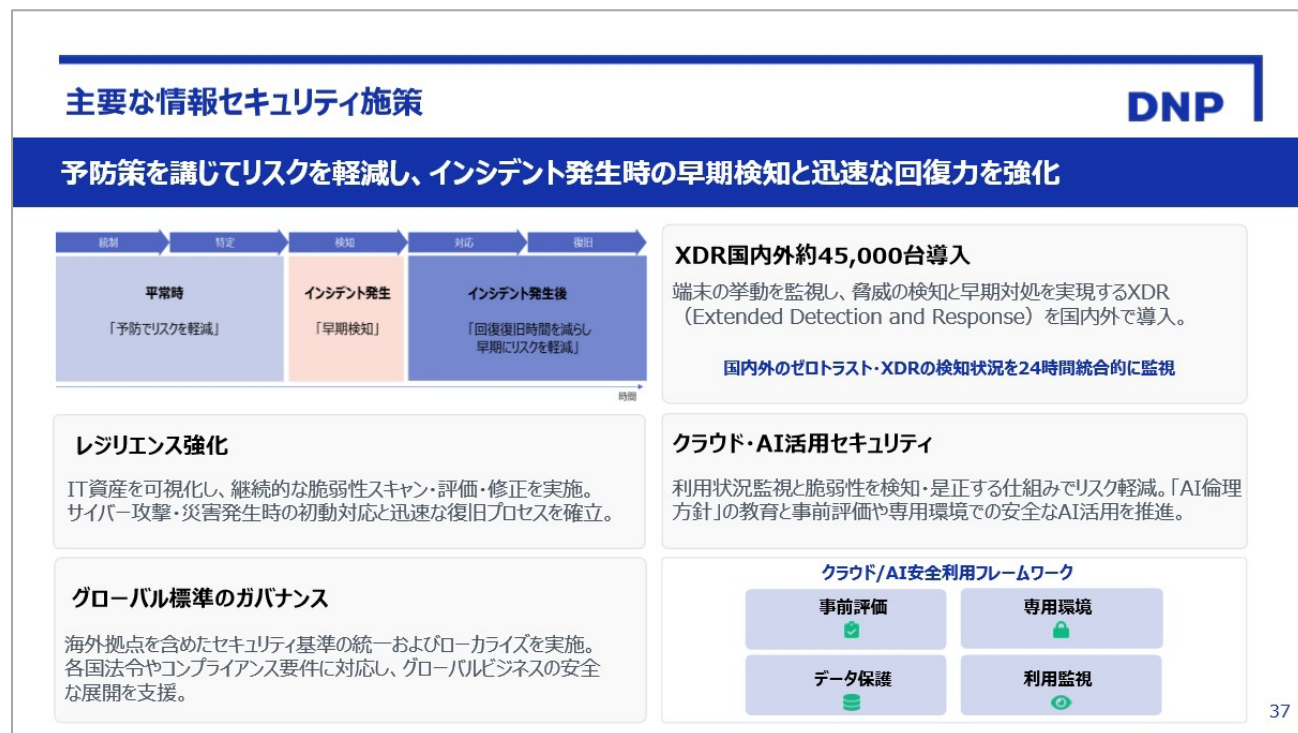 主要な情報セキュリティ施策
DNP
予防策を講じてリスクを軽減し、インシデント発生時の早期検知と迅速な回復力を強化
統制
特定
検知
対応
復旧
平常時
「予防でリスクを軽減」
インシデント発生
「早期検知」
インシデント発生後
「回復復旧時間を減らし
早期にリスクを軽減」
時間
XDR国内外約45,000台導入
端末の挙動を監視し、脅威の検知と早期対処を実現するXDR
（Extended Detection and Response）を国内外で導入。
国内外のゼロトラスト・XDRの検知状況を24時間統合的に監視
レジリエンス強化
IT資産を可視化し、継続的な脆弱性スキャン・評価・修正を実施。
サイバー攻撃・災害発生時の初動対応と迅速な復旧プロセスを確立。
クラウド・AI活用セキュリティ
利用状況監視と脆弱性を検知・是正する仕組みでリスク軽減。「AI倫理
方針」の教育と事前評価や専用環境での安全なAI活用を推進。
グローバル標準のガバナンス
海外拠点を含めたセキュリティ基準の統一およびローカライズを実施。
各国法令やコンプライアンス要件に対応し、グローバルビジネスの安全
な展開を支援。
クラウド/AI安全利用フレームワーク
事前評価
専用環境
データ保護
利用監視
37